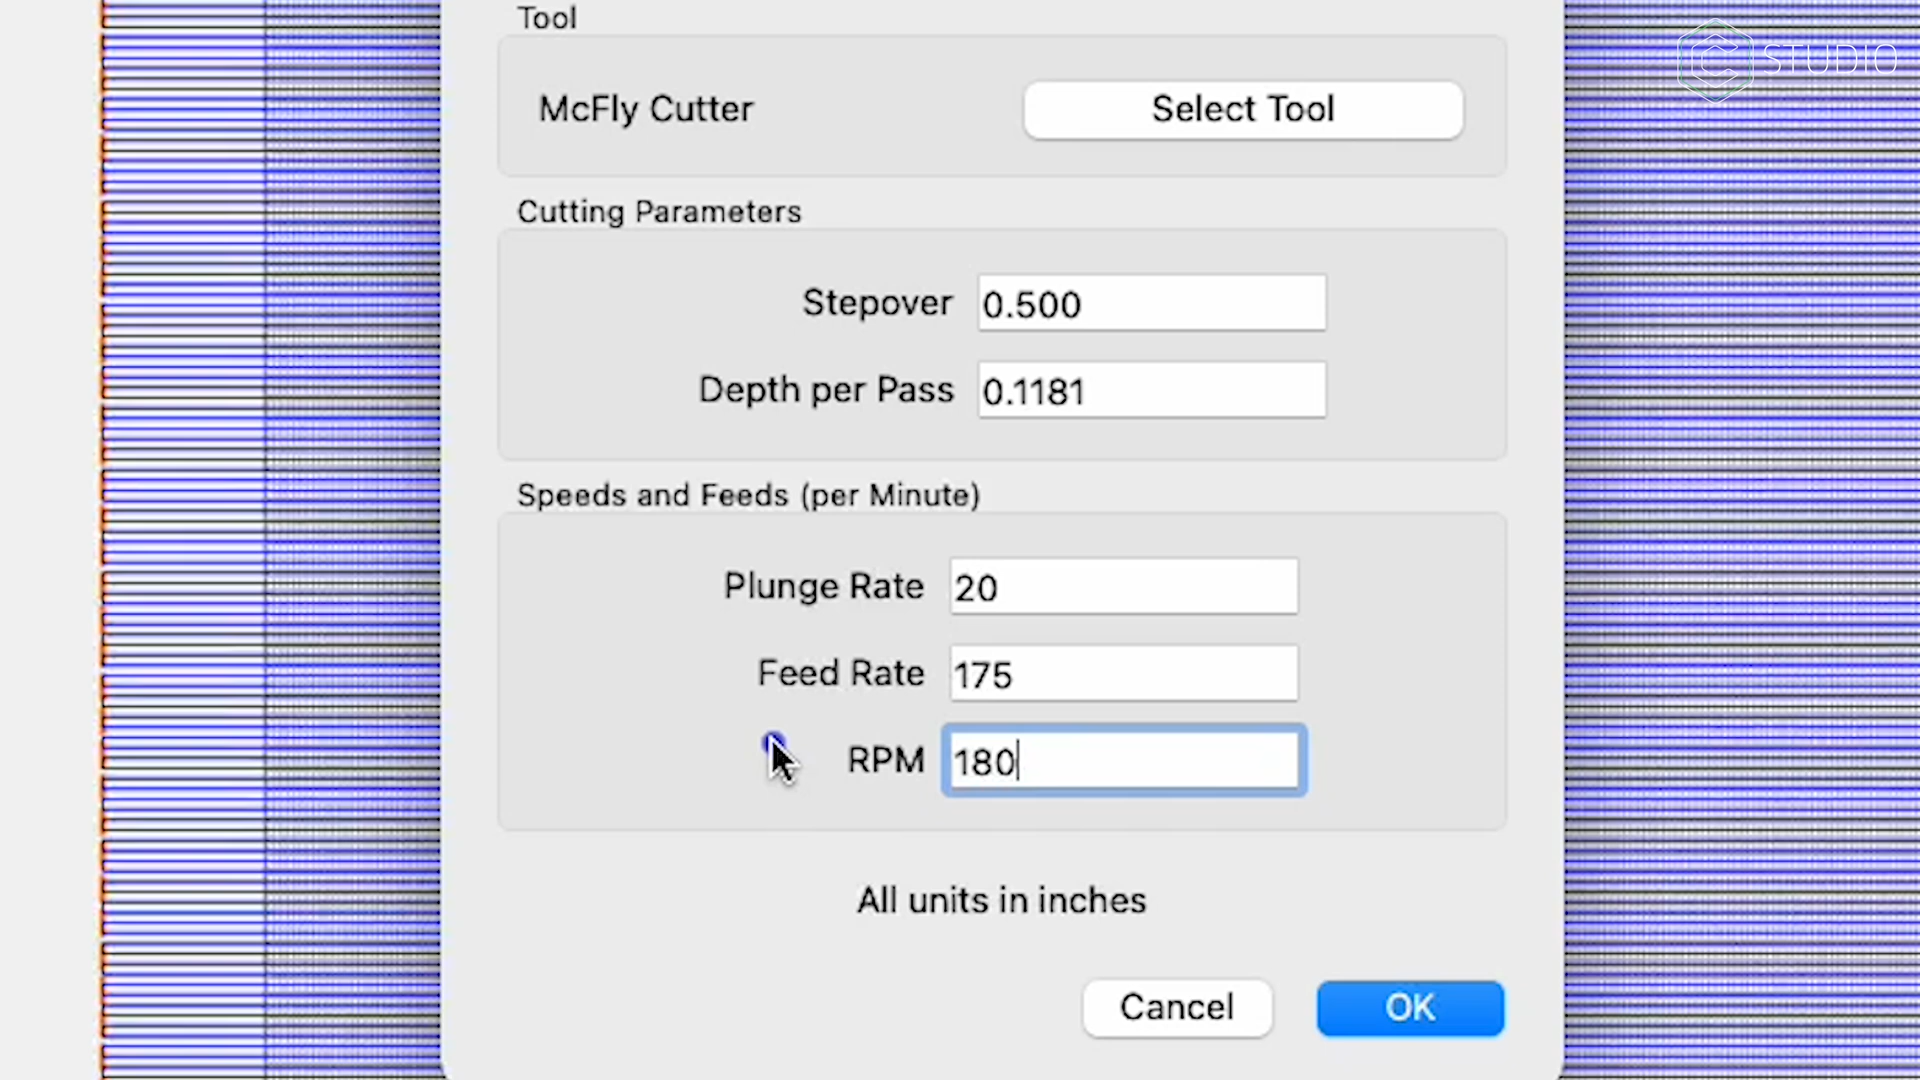 Tool
STUDIO
McFly Cutter Select Tool
Cutting Parameters
Stepover 0.500
Depth per Pass 0.1181
Speeds and Feeds (per Minute)
Plunge Rate 20
Feed Rate 175
RPM 180
All units in inches
Cancel OK